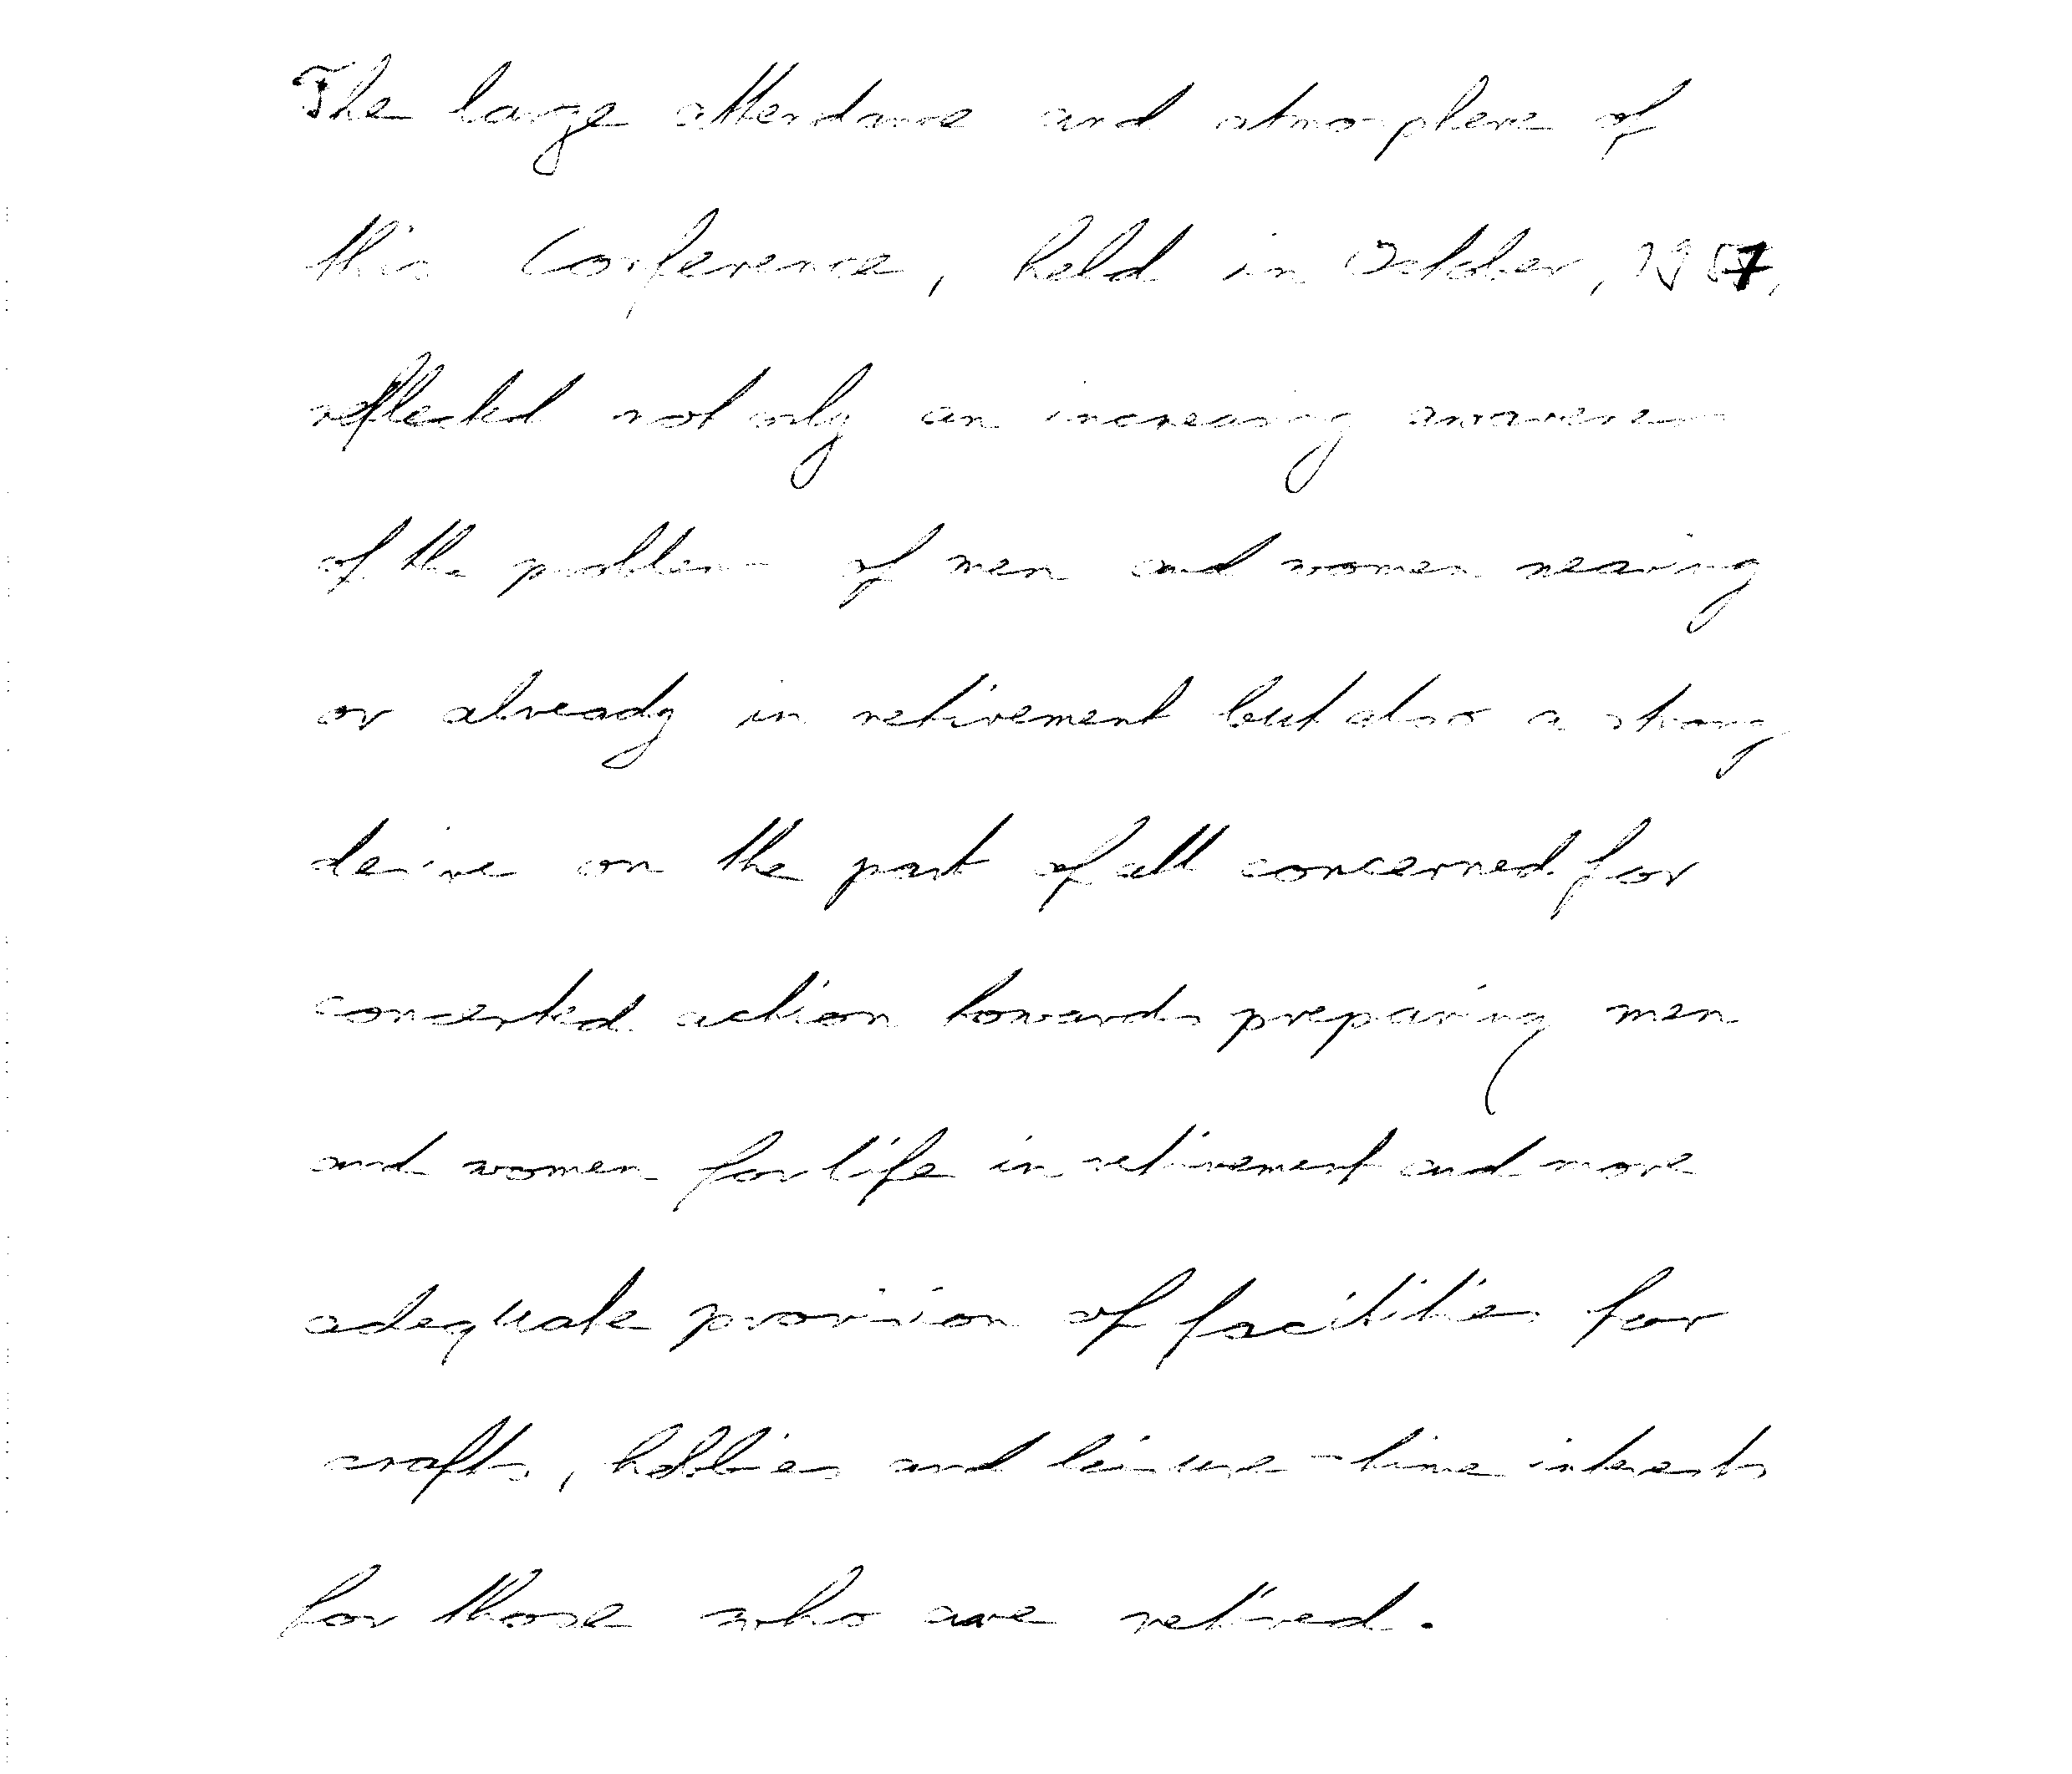 The large attendance and atmosphere of
this Conference, held in October, 1957,
reflected not only an increasing awareness
of the problems of men and women nearing
or already in retirement but also a strong
desire on the part of all concerned for
concerted action towards preparing men
and women for life in retirement and more
adequate provision of facilities for
crafts, hobbies and leisure-time interests
for those who are retired.